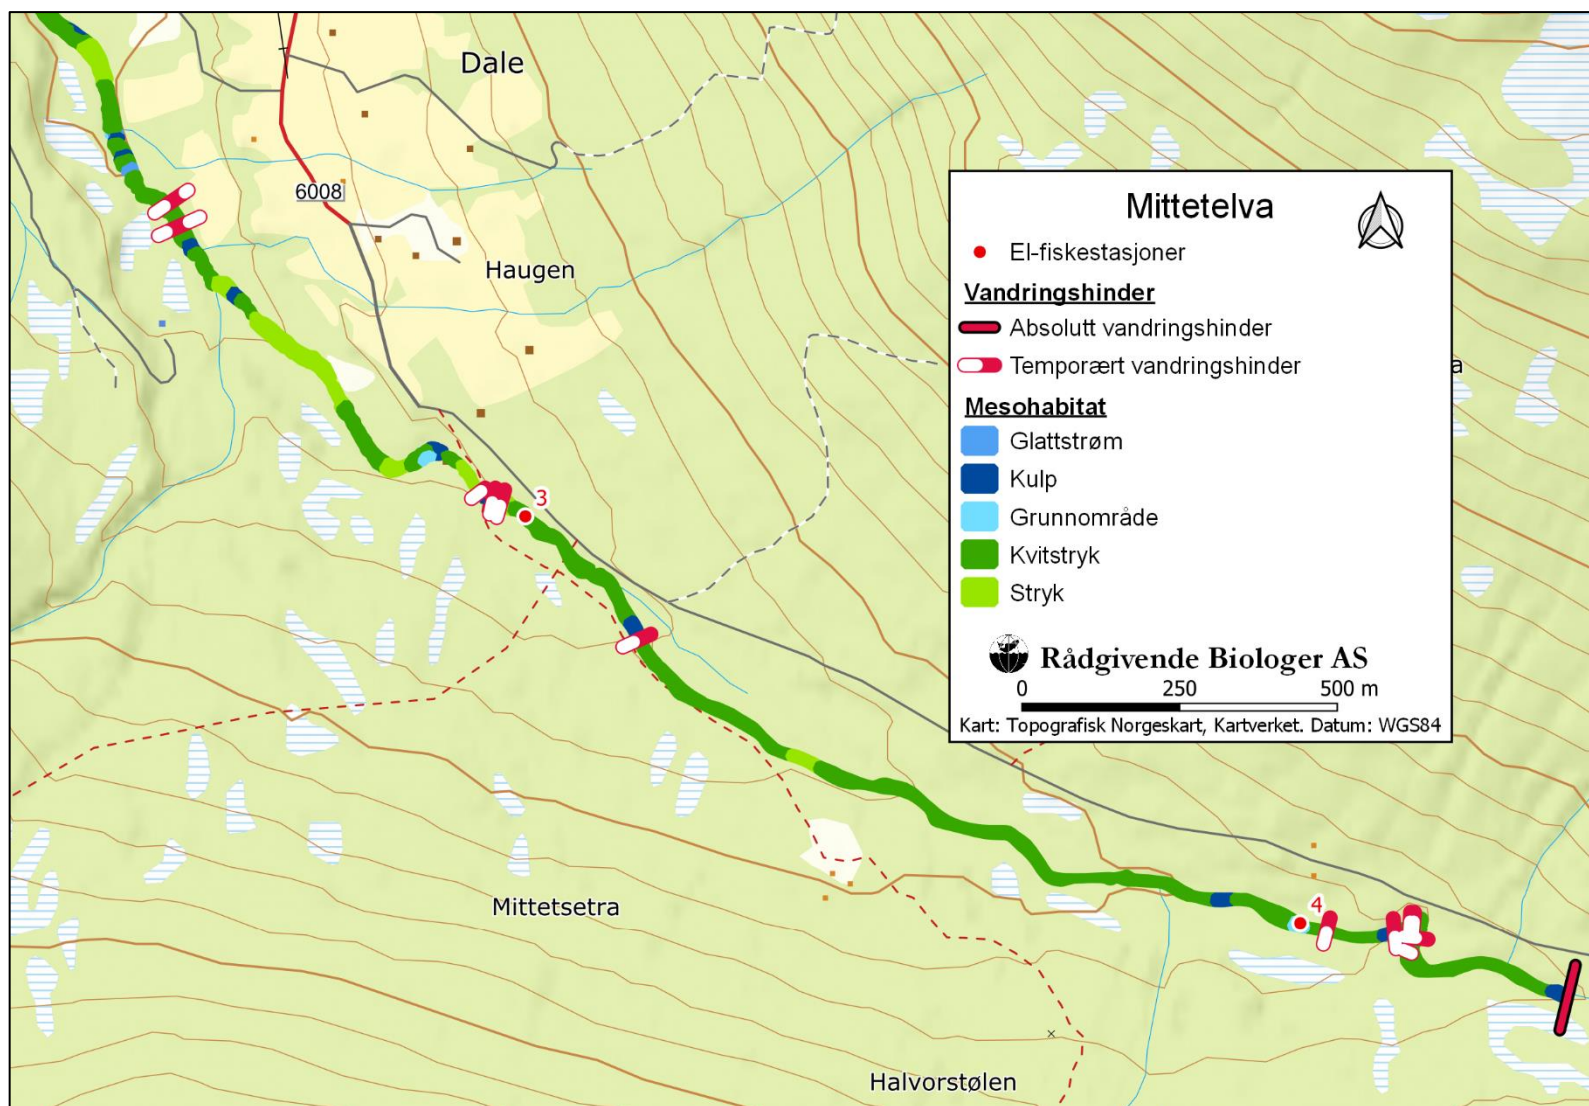 Dale
6008
Haugen
Mittetelva
El-fiskestasjoner
Vandringshinder
Absolutt vandringshinder
Temporært vandringshinder
a
Mesohabitat
Glattstrøm
Kulp
Grunnområde
Kvitstryk
Stryk
Rådgivende Biologer AS
0 250 500 m
Kart: Topografisk Norgeskart, Kartverket. Datum: WGS84
3
Mittetsetra
4
Halvorstølen